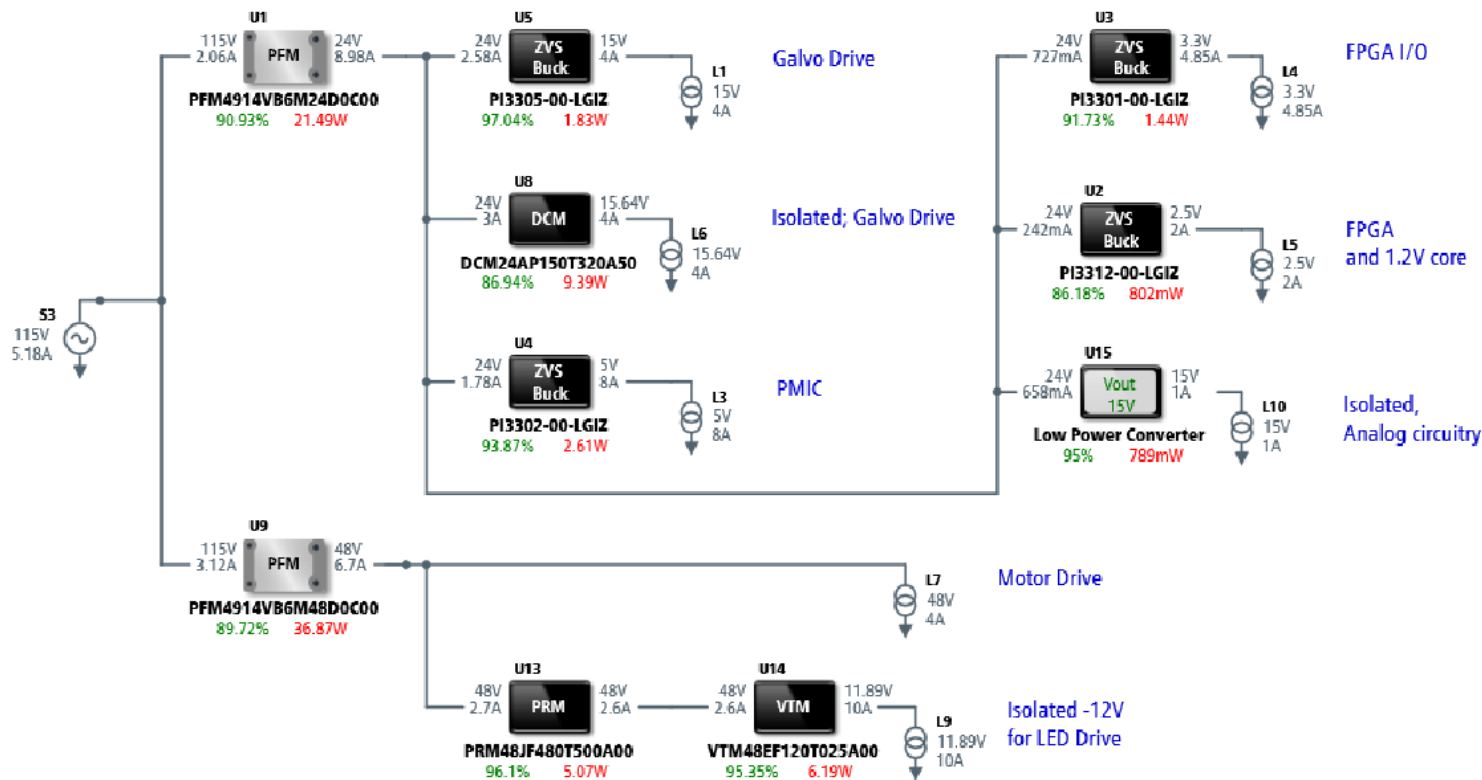 U1
115V
2.06A
PFM
24V
8.98A
PFM4914VB6M24D0C00
90.93% 21.49W
U5
24V
2.58A
ZVS
Buck
15V
4A
PI3305-00-LGIZ
97.04% 1.83W
L1
15V
4A
Galvo Drive
U3
24V
727mA
ZVS
Buck
3.3V
4.85A
PI3301-00-LGIZ
91.73% 1.44W
L4
3.3V
4.85A
FPGA I/O
U8
24V
3A
DCM
15.64V
4A
DCM24AP150T320A50
86.94% 9.39W
L6
15.64V
4A
Isolated; Galvo Drive
U2
24V
242mA
ZVS
Buck
2.5V
2A
PI3312-00-LGIZ
86.18% 802mW
L5
2.5V
2A
FPGA
and 1.2V core
S3
115V
5.18A
U4
24V
1.78A
ZVS
Buck
5V
8A
PI3302-00-LGIZ
93.87% 2.61W
L3
5V
8A
PMIC
U15
24V
658mA
Vout
15V
15V
1A
Low Power Converter
95% 789mW
L10
15V
1A
Isolated,
Analog circuitry
U9
115V
3.12A
PFM
48V
6.7A
PFM4914VB6M48D0C00
89.72% 36.87W
L7
48V
4A
Motor Drive
U13
48V
2.7A
PRM
48V
2.6A
PRM48JF480T500A00
96.1% 5.07W
U14
48V
2.6A
VTM
11.89V
10A
VTM48EF120T025A00
95.35% 6.19W
L9
11.89V
10A
Isolated -12V
for LED Drive